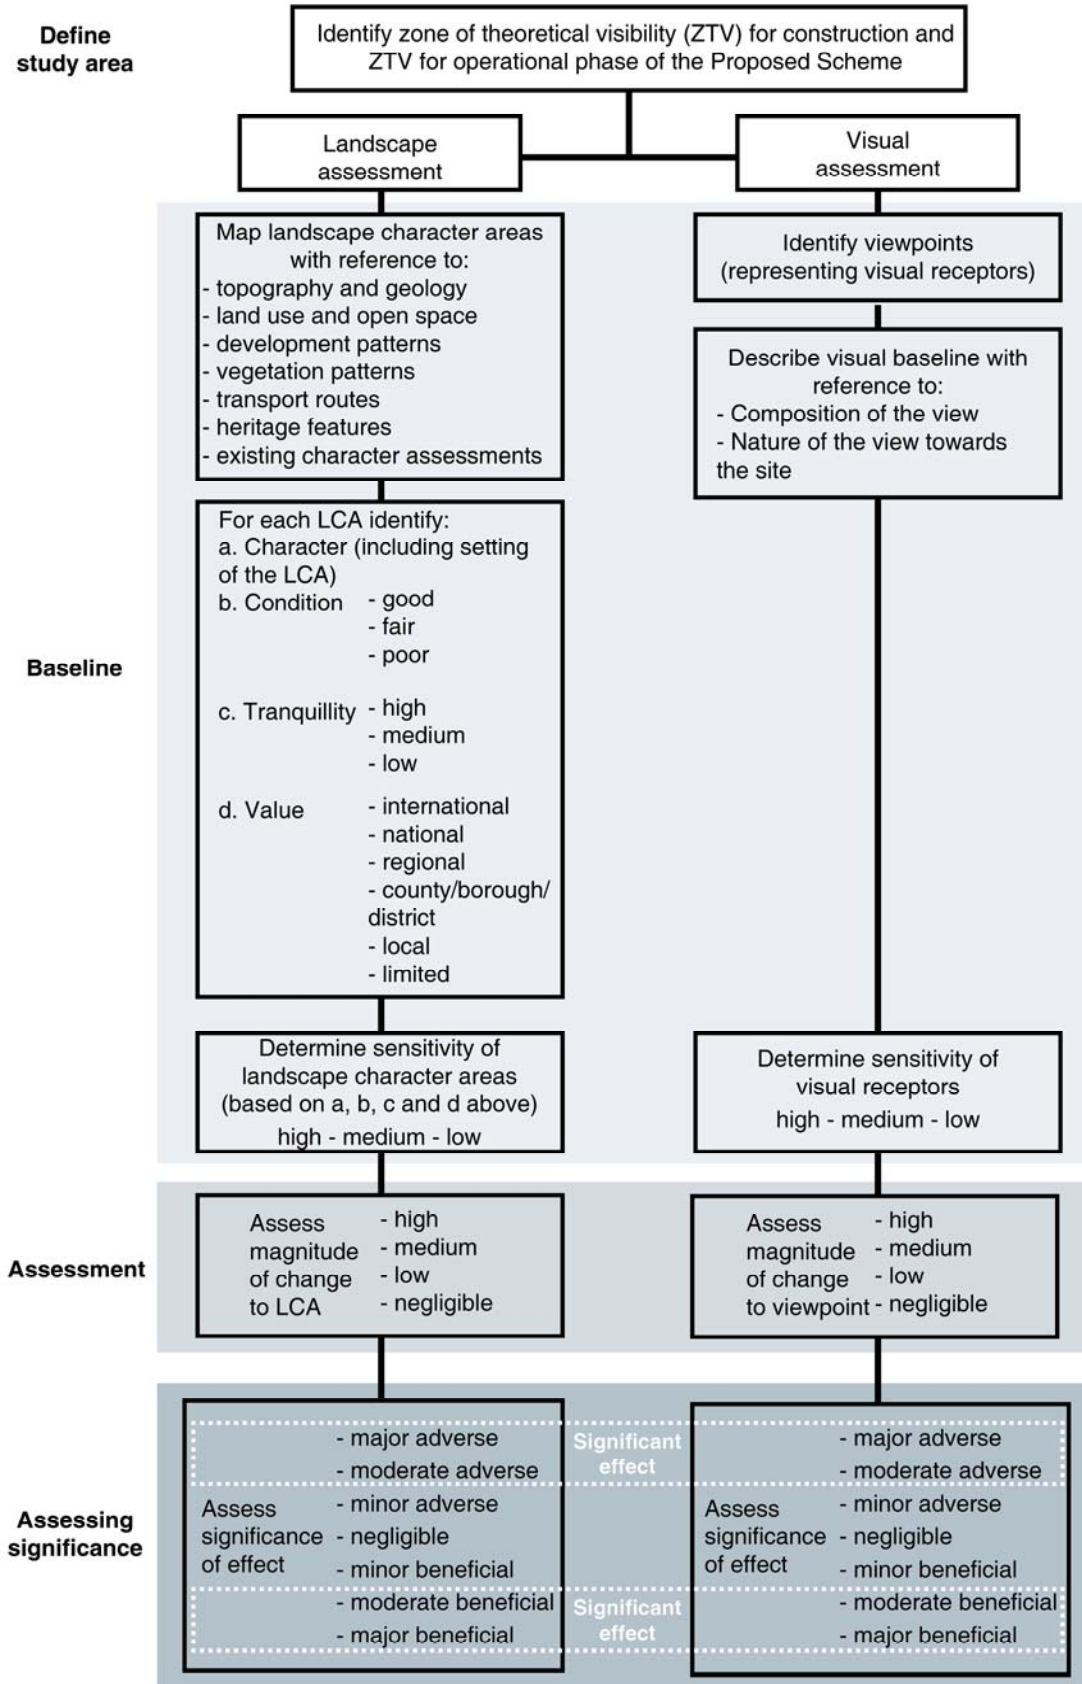 Define
study area
Identify zone of theoretical visibility (ZTV) for construction and
ZTV for operational phase of the Proposed Scheme
Landscape
assessment
Visual
assessment
Baseline
Map landscape character areas
with reference to:
- topography and geology
- land use and open space
- development patterns
- vegetation patterns
- transport routes
- heritage features
- existing character assessments
For each LCA identify:
a. Character (including setting
of the LCA)
b. Condition - good
- fair
- poor
c. Tranquillity - high
- medium
- low
d. Value - international
- national
- regional
- county/borough/
district
- local
- limited
Determine sensitivity of
landscape character areas
(based on a, b, c and d above)
high - medium - low
Identify viewpoints
(representing visual receptors)
Describe visual baseline with
reference to:
- Composition of the view
- Nature of the view towards
the site
Determine sensitivity of
visual receptors
high - medium - low
Assessment
Assess
magnitude
of change
to LCA
- high
- medium
- low
- negligible
Assess
magnitude
of change
to viewpoint
- high
- medium
- low
- negligible
Assessing
significance
Assess
significance
of effect
- major adverse
- moderate adverse
- minor adverse
- negligible
- minor beneficial
- moderate beneficial
- major beneficial
Significant
effect
Significant
effect
Assess
significance
of effect
- major adverse
- moderate adverse
- minor adverse
- negligible
- minor beneficial
- moderate beneficial
- major beneficial